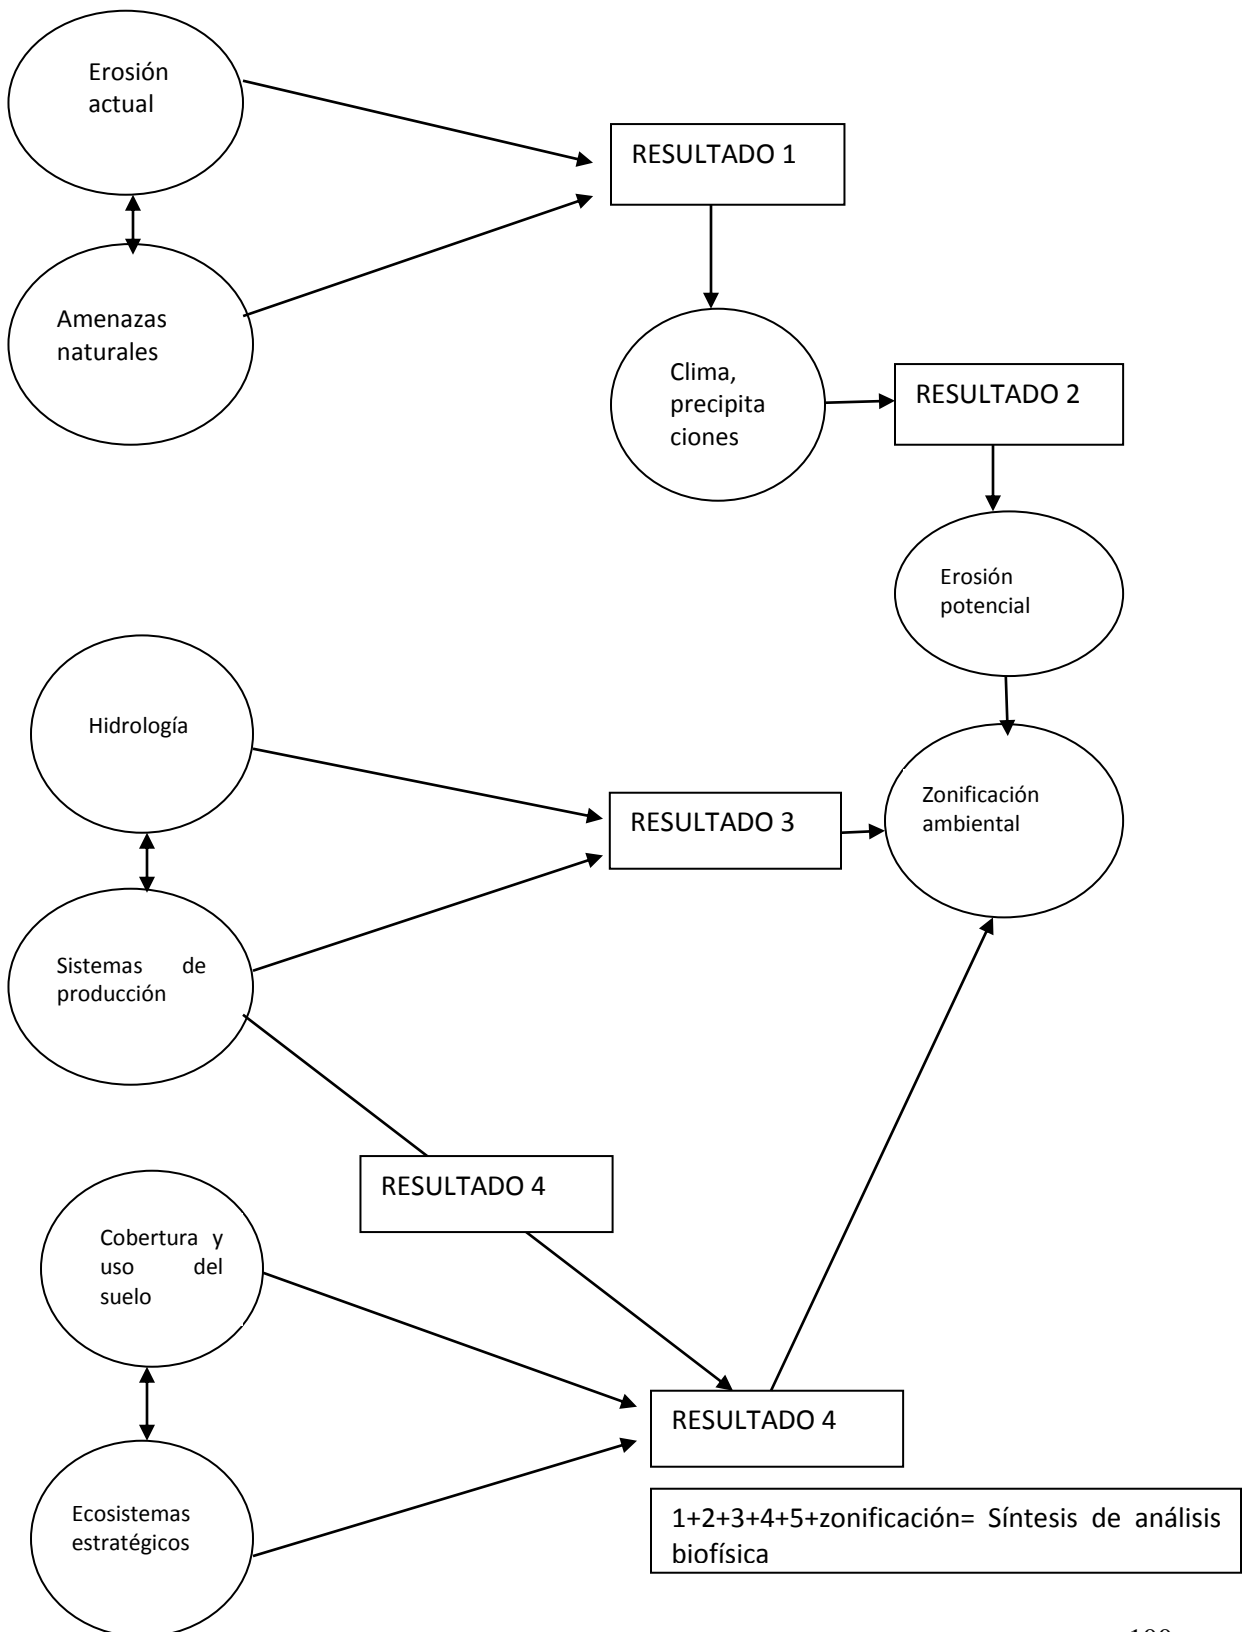 Erosión
actual
RESULTADO 1
Amenazas
naturales
Clima,
precipita
ciones
RESULTADO 2
Erosión
potencial
Hidrología
Zonificación
ambiental
RESULTADO 3
Sistemas de
producción
RESULTADO 4
Cobertura y
uso del
suelo
RESULTADO 4
Ecosistemas
estratégicos
1+2+3+4+5+zonificación= Síntesis de análisis
biofísica